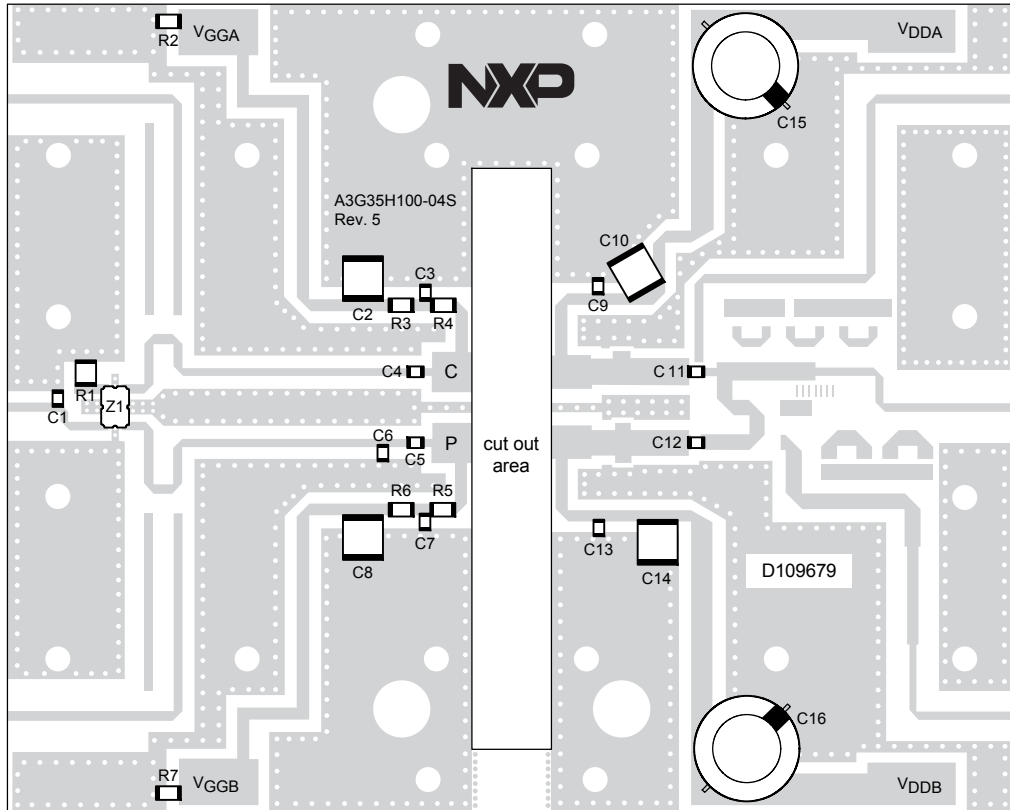 R2
VGGA
VDDA
NXP
C15
A3G35H100-04S
Rev. 5
C10
C3
C2
R3
R4
C9
C4
C
C11
R1
Z1
C1
C6
C5
P
cut out
area
C12
R6
R5
C7
C8
C13
C14
D109679
C16
R7
VGGB
VDDB